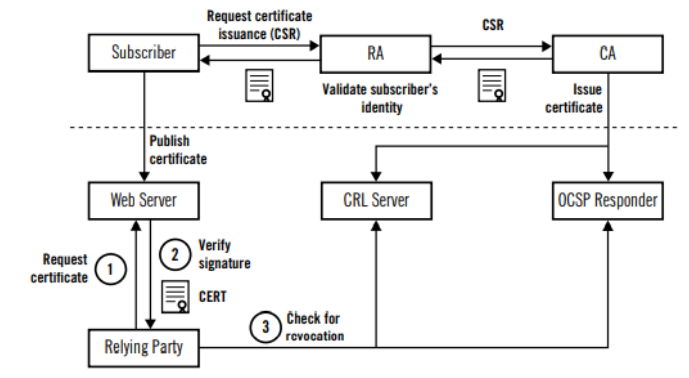 Request certificate
issuance (CSR)
CSR
Subscriber
RA
CA
Validate subscriber's
identity
Issue
certificate
Publish
certificate
Web Server
CRL Server
OCSP Responder
Request
certificate
1
2
Verify
signature
CERT
3
Check for
revocation
Relying Party